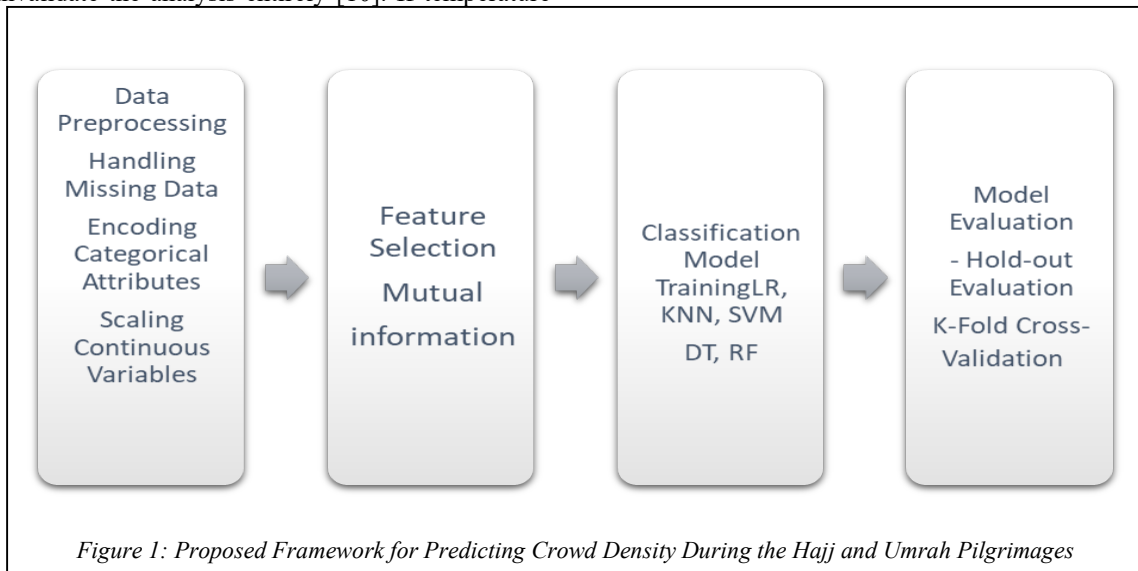 Data
Preprocessing
Handling
Missing Data
Encoding
Categorical
Attributes
Scaling
Continuous
Variables
Feature
Selection
Mutual
information
Classification
Model
TrainingLR,
KNN, SVM
DT, RF
Model
Evaluation
- Hold-out
Evaluation
K-Fold Cross-
Validation
Figure 1: Proposed Framework for Predicting Crowd Density During the Hajj and Umrah Pilgrimages